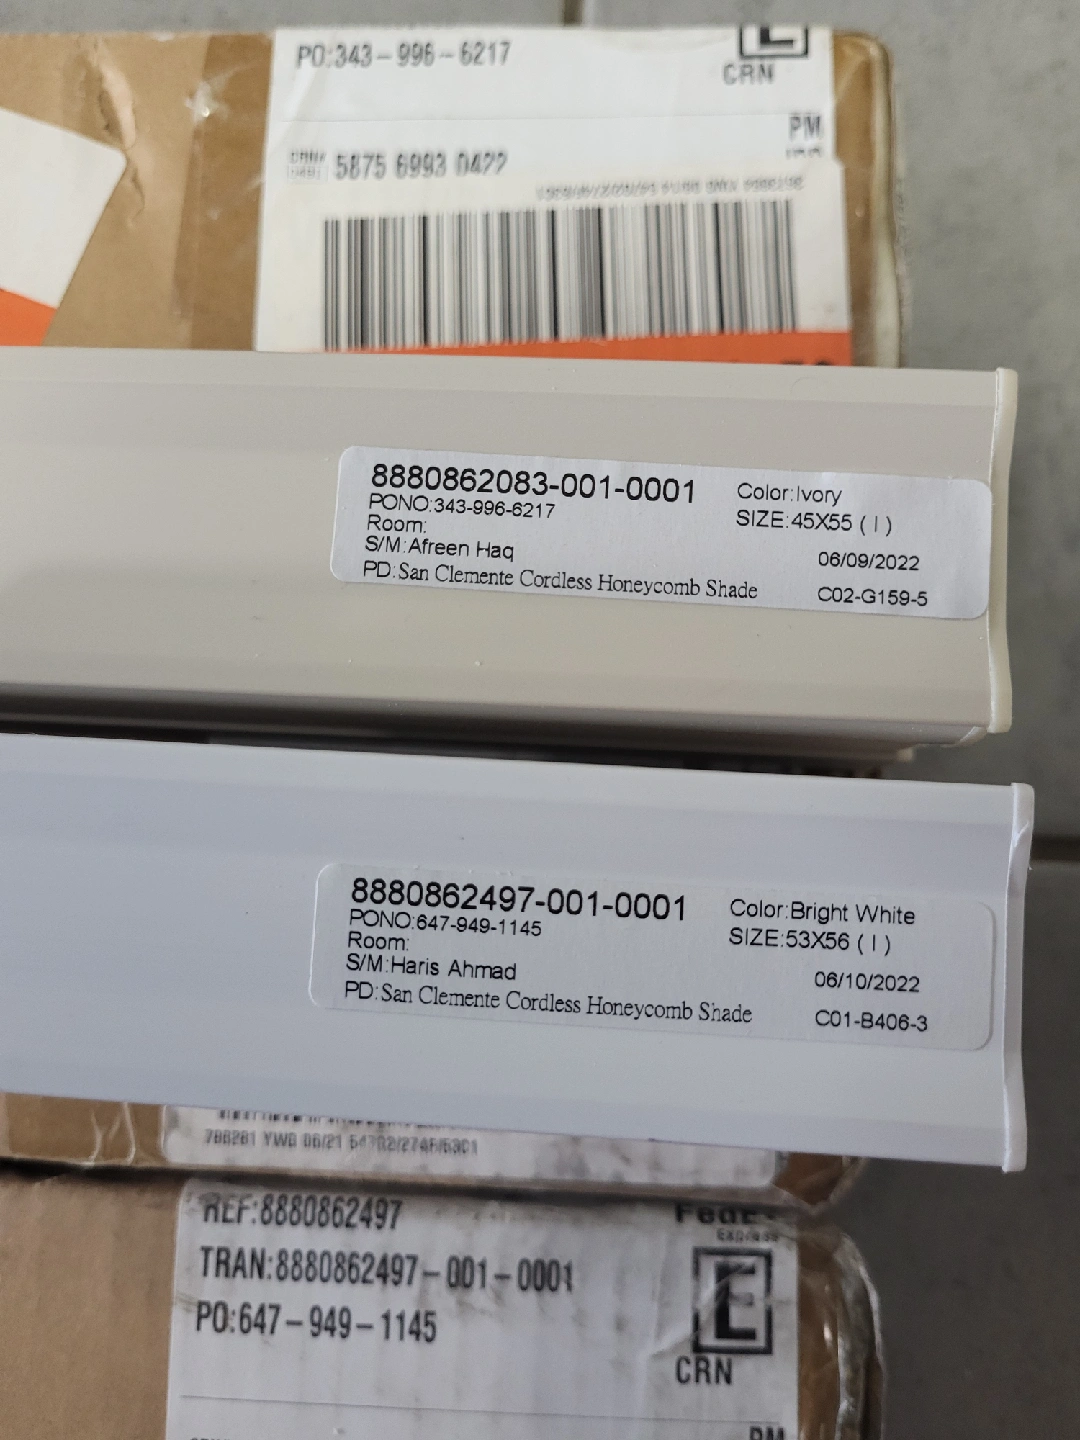 PO:343-996-6217
CRN
PM
5875 6993 0422
8880862083-001-0001
PONO:343-996-6217
Room:
S/M:Afreen Haq
PD:San Clemente Cordless Honeycomb Shade
Color:Ivory
SIZE:45X55 ( I )
06/09/2022
C02-G159-5
8880862497-001-0001
PONO:647-949-1145
Room:
S/M:Haris Ahmad
PD:San Clemente Cordless Honeycomb Shade
Color:Bright White
SIZE:53X56 ( I )
06/10/2022
C01-B406-3
REF:8880862497
TRAN:8880862497-001-0001
PO:647-949-1145
FedEx
Express
E
CRN